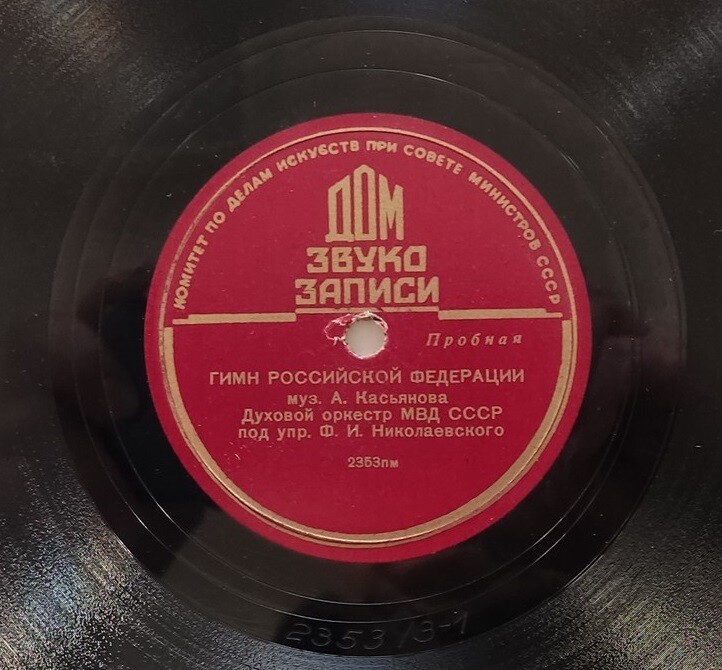 КОМИТЕТ ПО ДЕЛАМ ИСКУССТВ ПРИ СОВЕТЕ МИНИСТРОВ СССР
ДОМ
ЗВУКО
ЗАПИСИ
Пробная
ГИМН РОССИЙСКОЙ ФЕДЕРАЦИИ
муз. А. Касьянова
Духовой оркестр МВД СССР
под упр. Ф. И. Николаевского
2353пм
2353/3-1